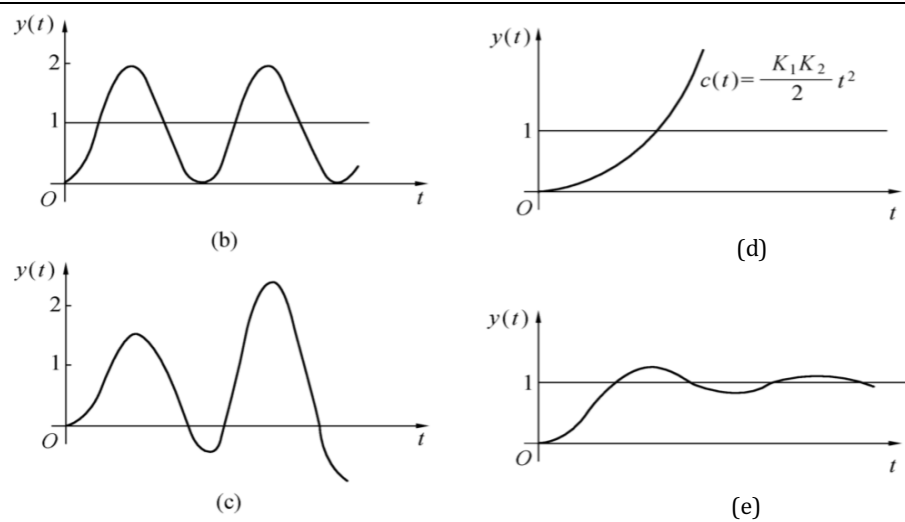 y(t)
2
1
O
t
(b)
y(t)
1
c(t)=K₁K₂/2 t²
O
t
(d)
y(t)
2
1
O
t
(c)
y(t)
1
O
t
(e)